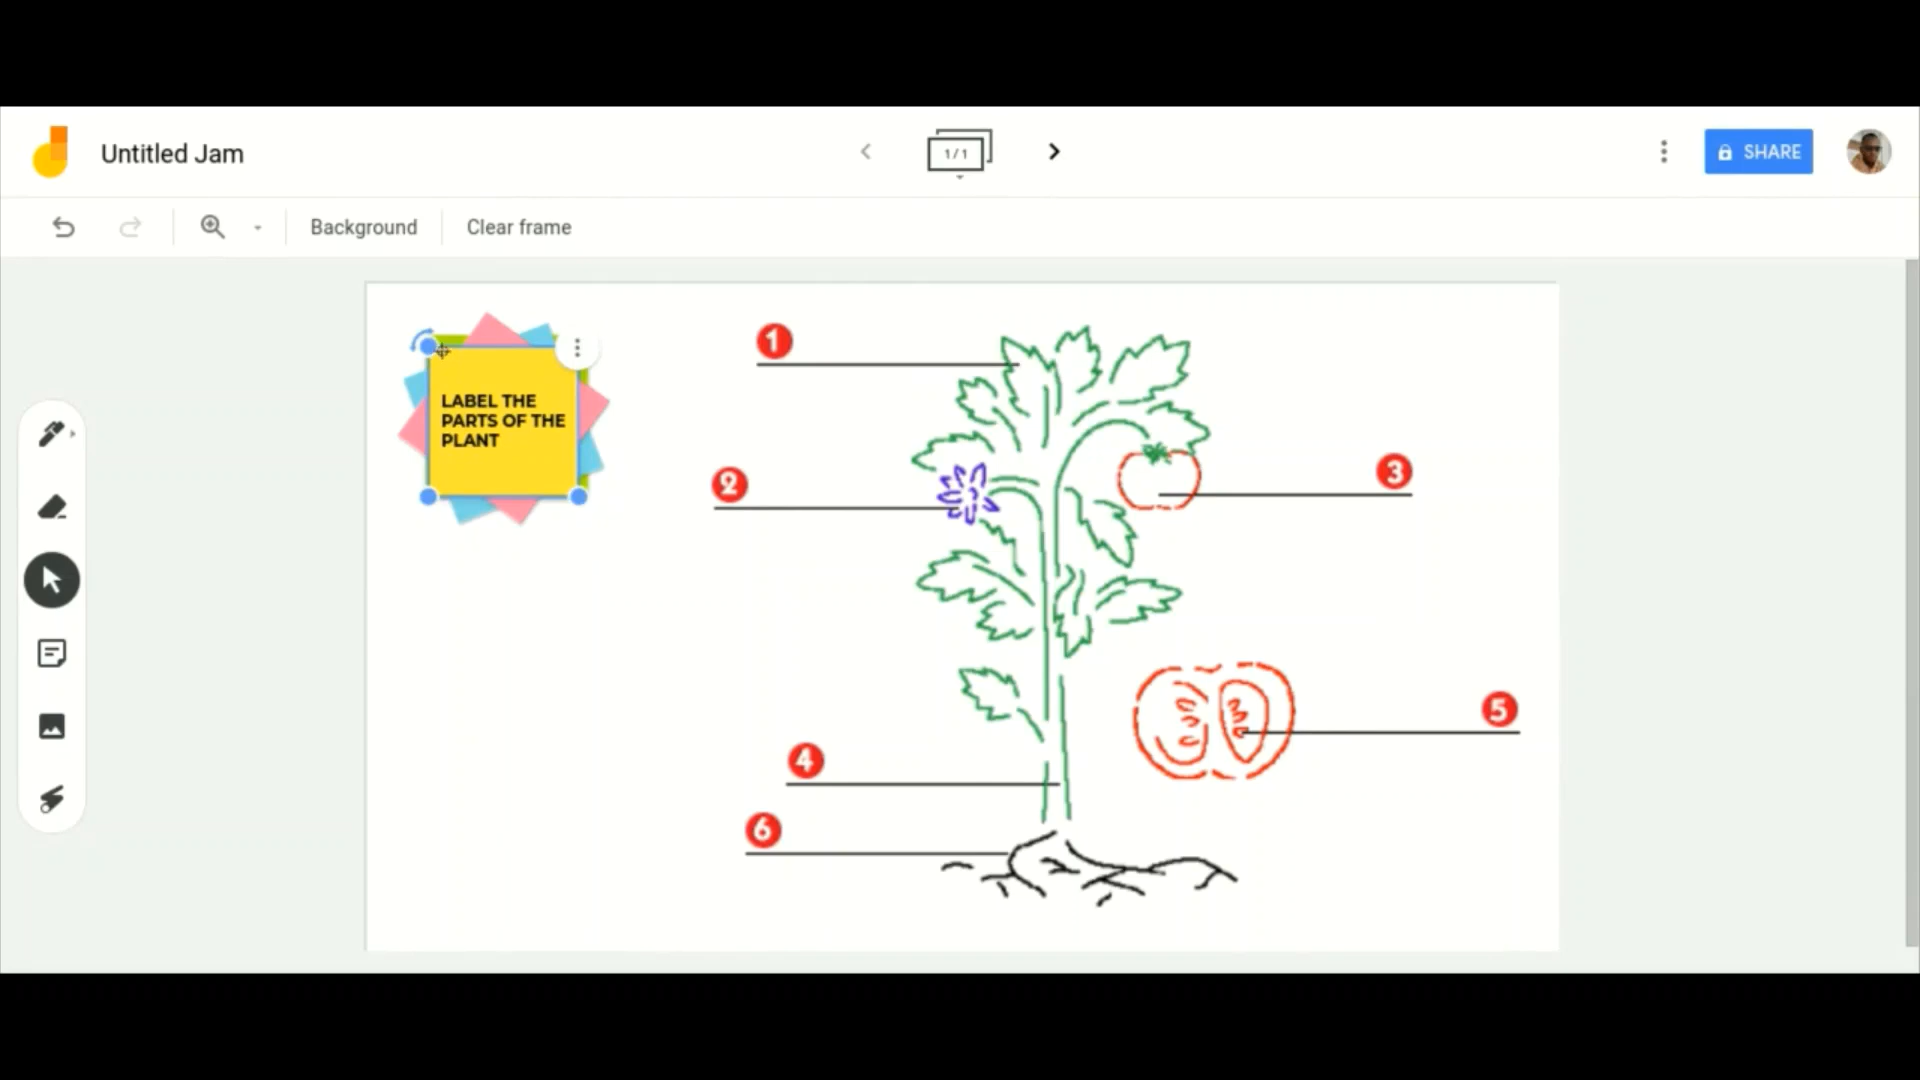 Untitled Jam
1/1
SHARE
Background
Clear frame
LABEL THE
PARTS OF THE
PLANT
1
2
3
4
5
6